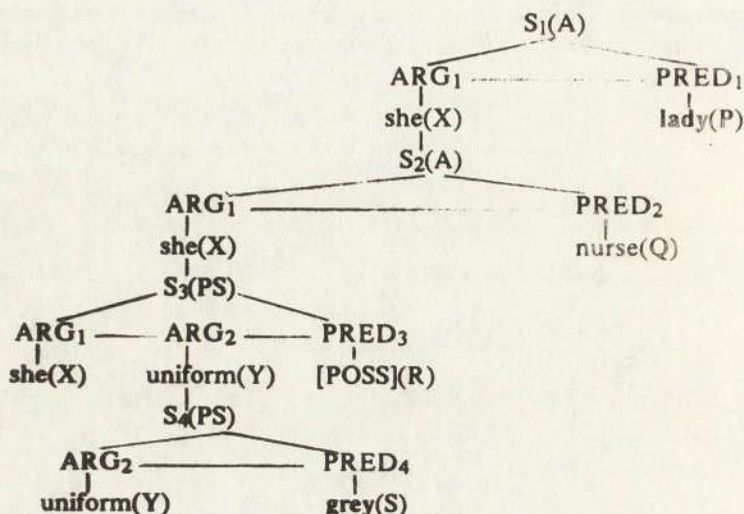 S₁(A)
ARG₁ PRED₁
she(X) lady(P)
S₂(A)
ARG₁ PRED₂
she(X) nurse(Q)
S₃(PS)
ARG₁ ARG₂ PRED₃
she(X) uniform(Y) [POSS](R)
S₄(PS)
ARG₂ PRED₄
uniform(Y) grey(S)